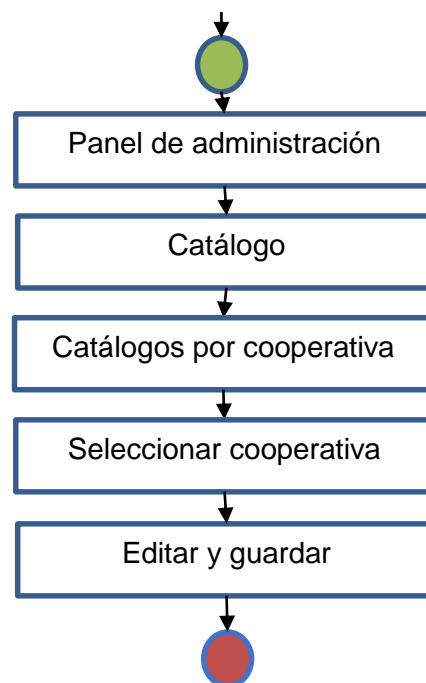 Panel de administración
Catálogo
Catálogos por cooperativa
Seleccionar cooperativa
Editar y guardar